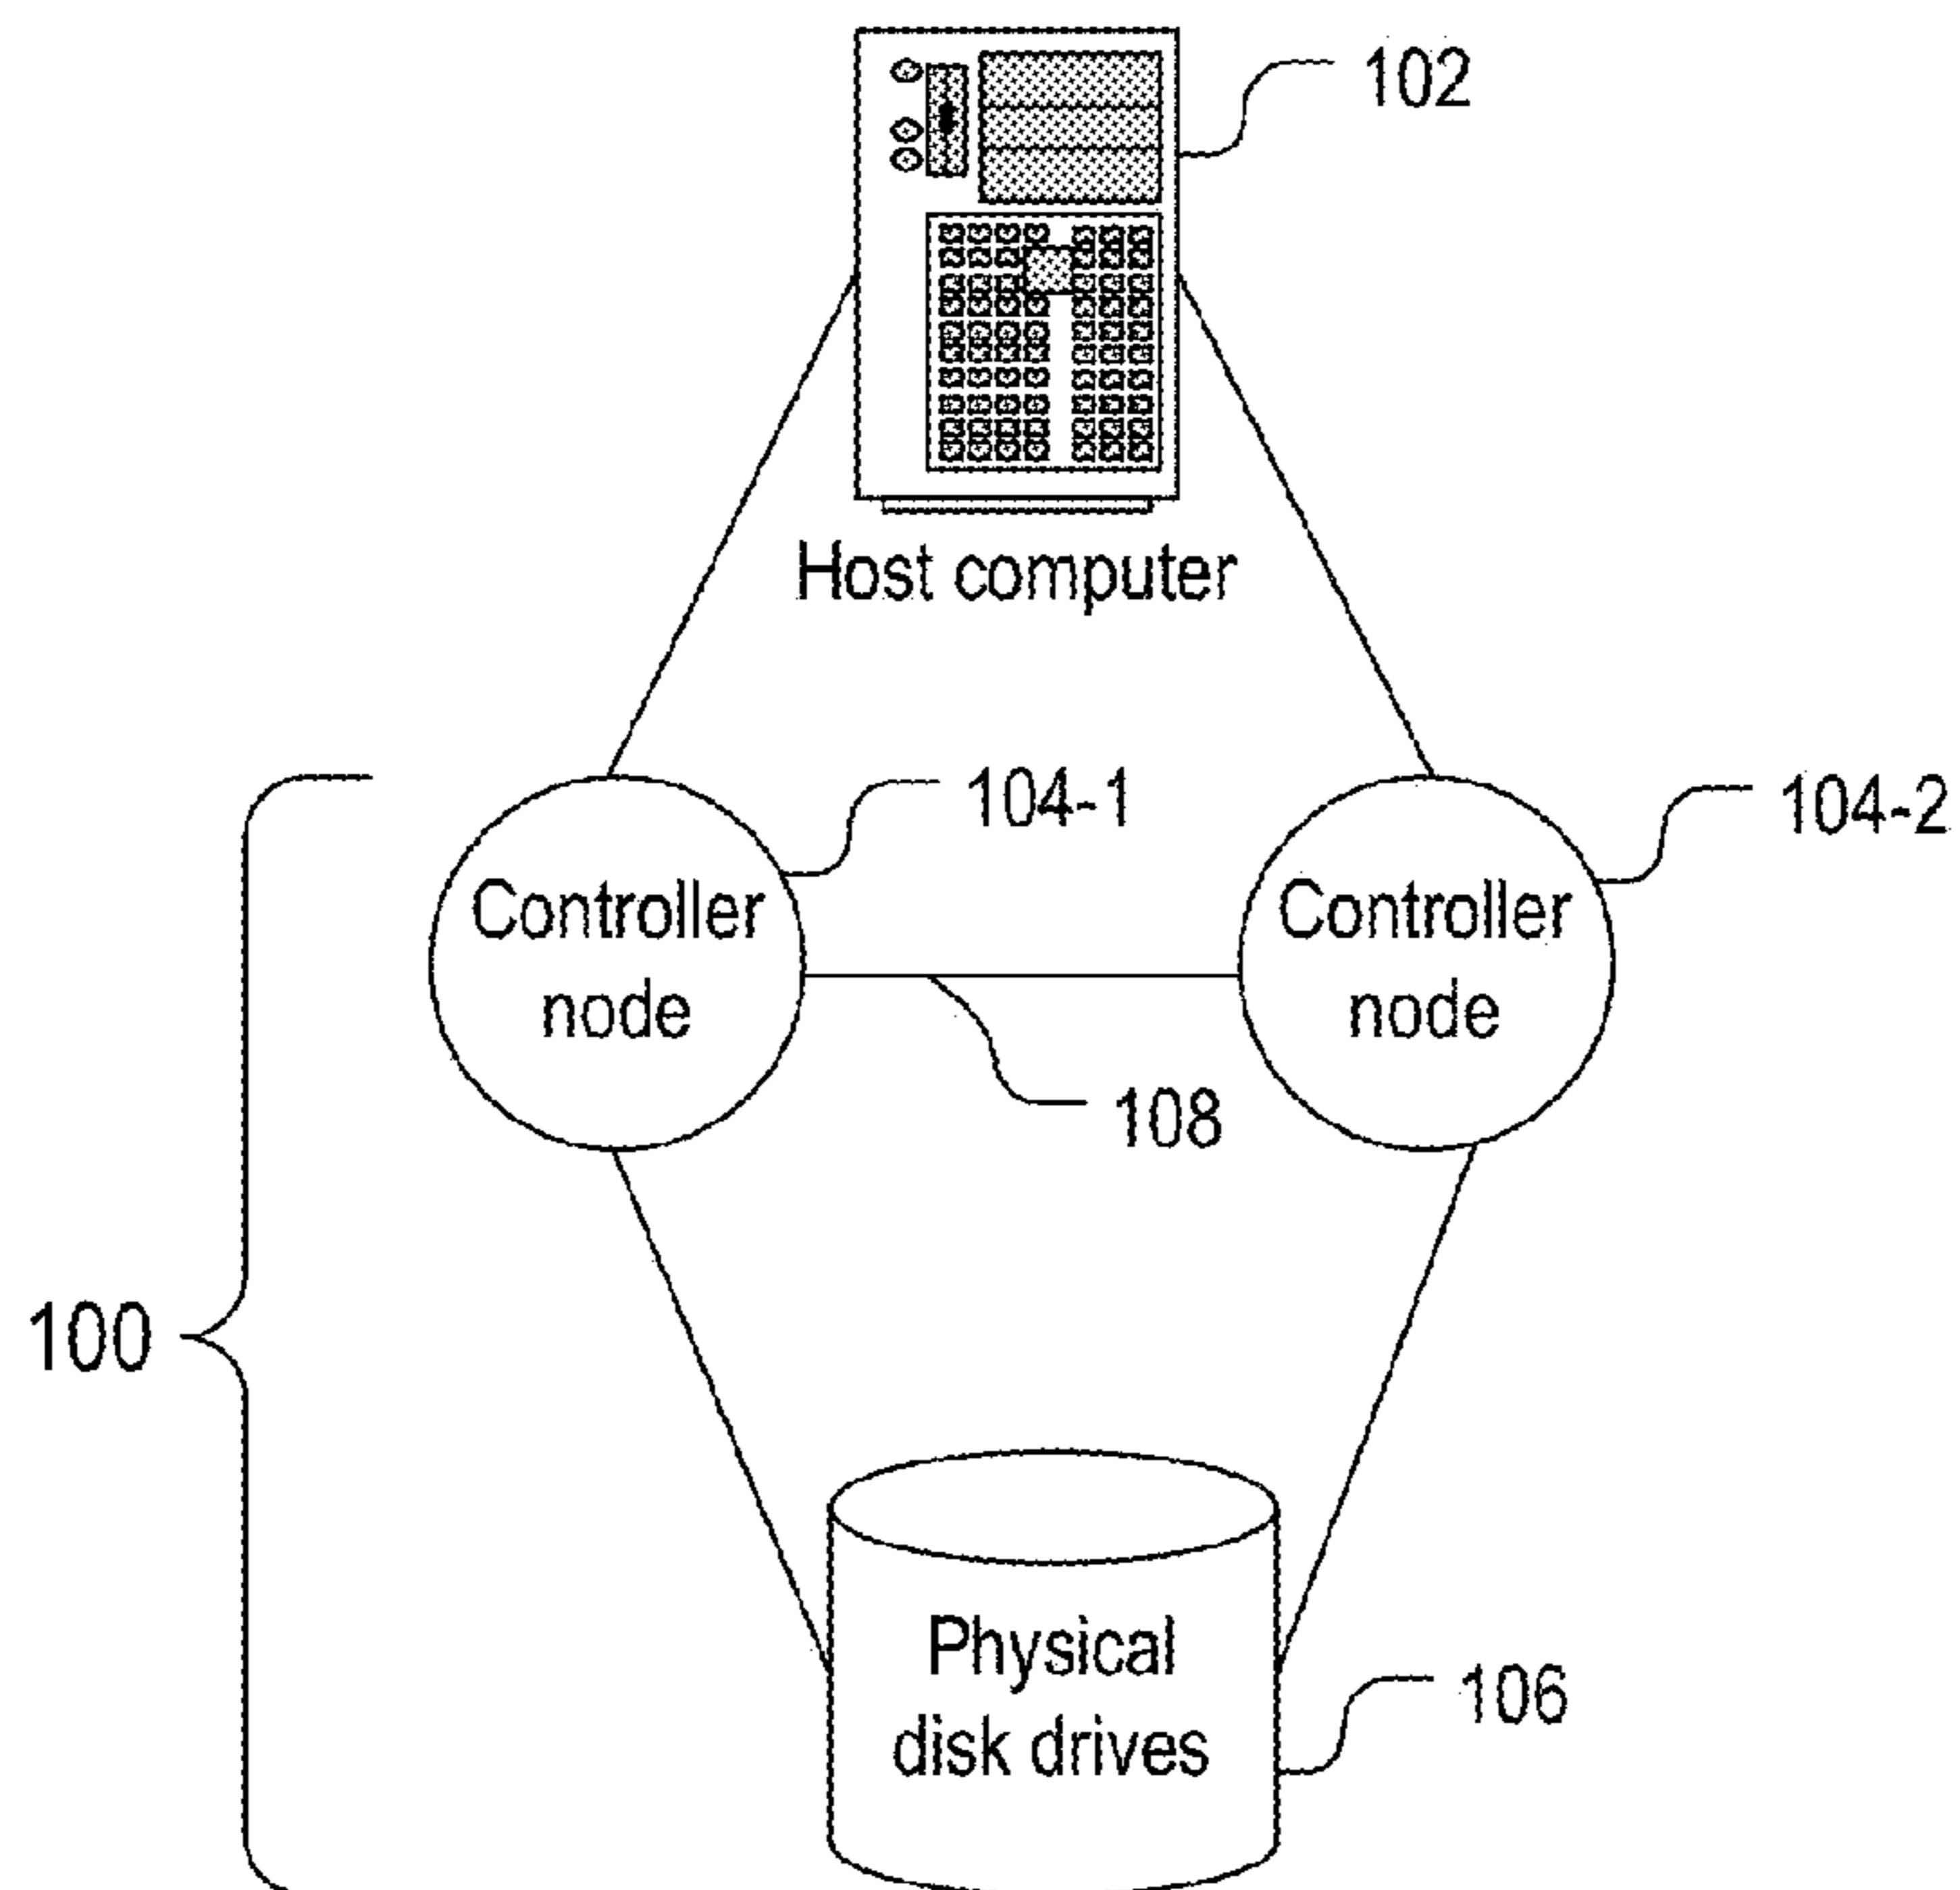 102
Host computer
104-1
104-2
Controller
node
Controller
node
108
100
Physical
disk drives
106